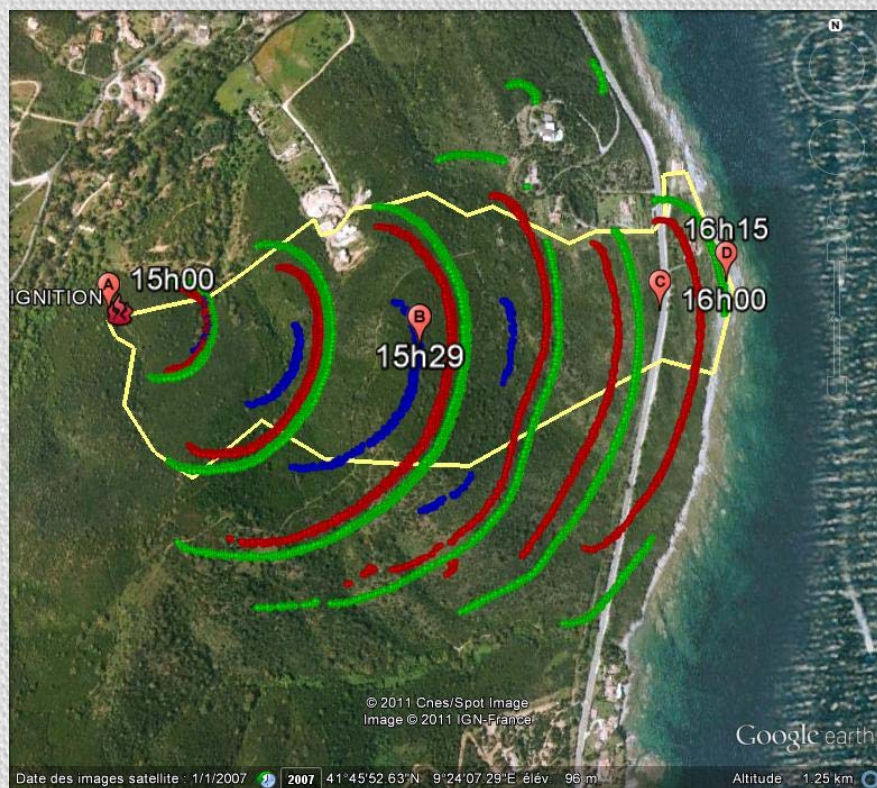 N
A
15h00
IGNITION
16h15
D
C
16h00
B
15h29
© 2011 Cnes/Spot Image
Image © 2011 IGN-France
Google earth
Date des images satellite : 1/1/2007 2007 41°45'52.63"N 9°24'07.29"E élév. 96 m Altitude 1.25 km